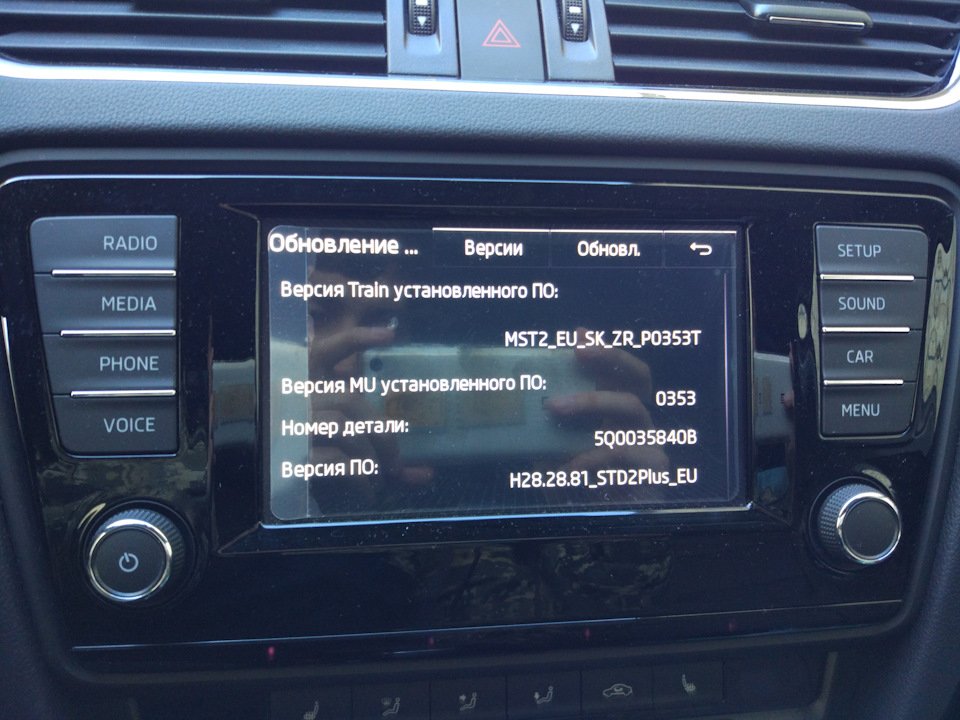 RADIO
MEDIA
PHONE
VOICE
Обновление ...
Версии
Обновл.
Версия Train установленного ПО:
MST2_EU_SK_ZR_P0353T
Версия MU установленного ПО:
0353
Номер детали:
5Q0035840B
Версия ПО:
H28.28.81_STD2Plus_EU
SETUP
SOUND
CAR
MENU